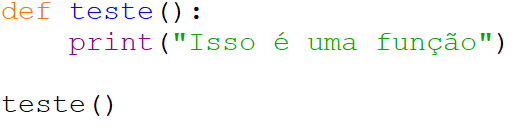 def teste():
    print("Isso é uma função")
teste()